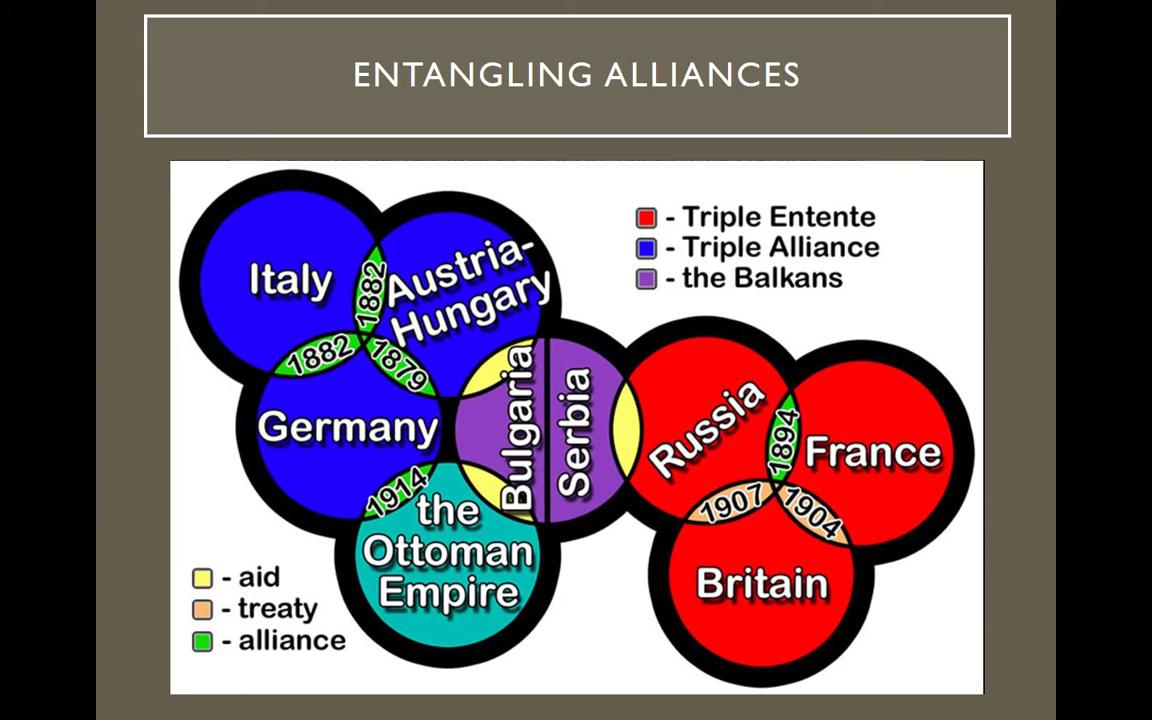 ENTANGLING ALLIANCES
- Triple Entente
- Triple Alliance
- the Balkans
Italy
1882
Austria-
Hungary
1882
1879
Germany
Bulgaria
Serbia
Russia
1894
France
1914
the
Ottoman
Empire
1907
1904
Britain
- aid
- treaty
- alliance